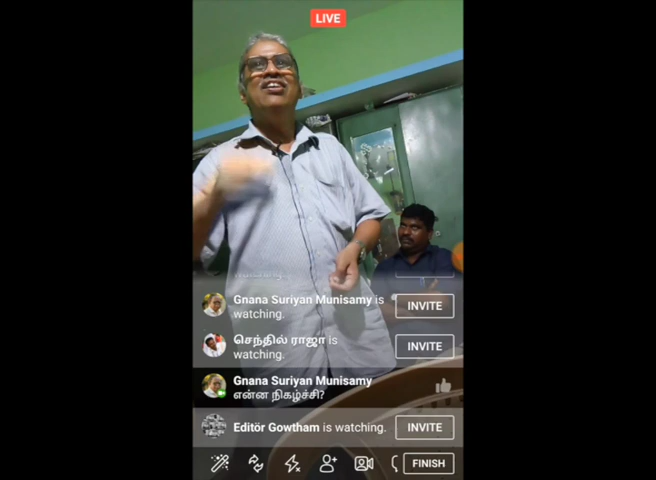 LIVE
Gnana Suriyan Munisamy is
watching.
INVITE
செந்தில் ராஜா is
watching.
INVITE
Gnana Suriyan Munisamy
என்ன நிகழ்ச்சி?
Editör Gowtham is watching.
INVITE
FINISH